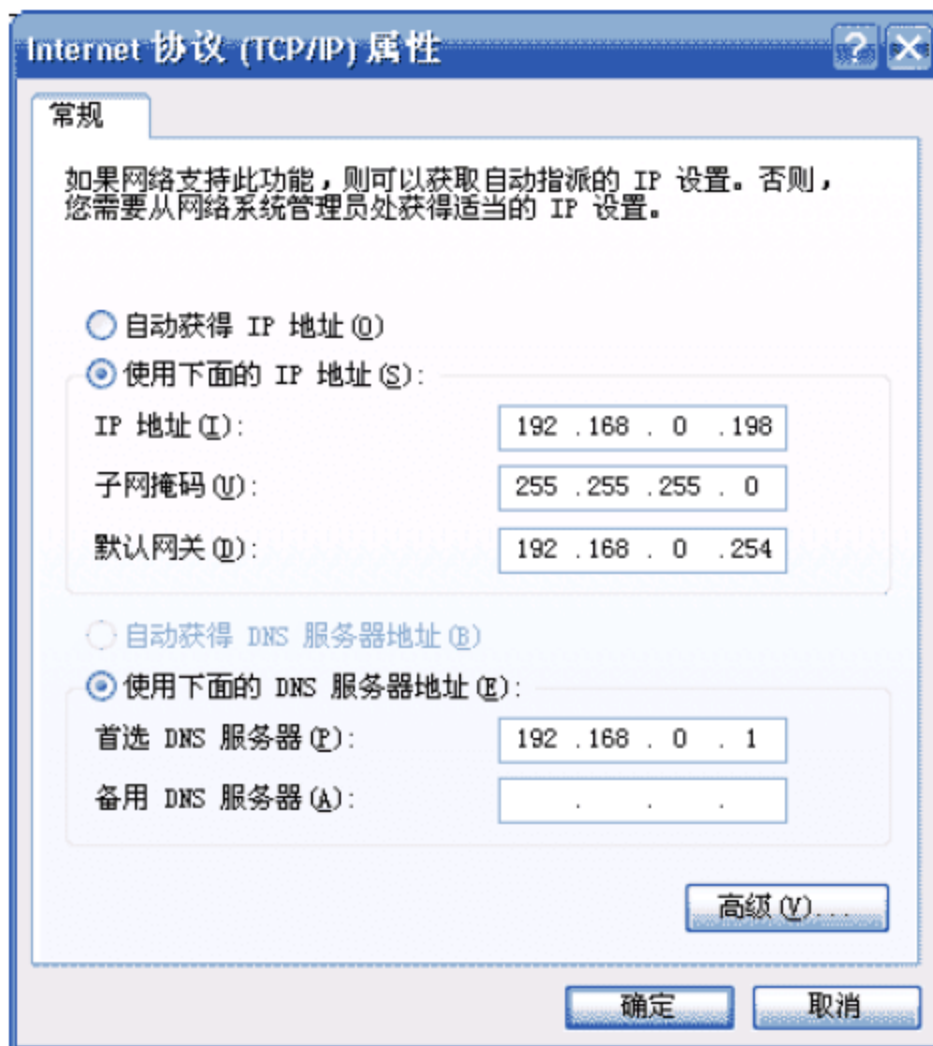 Internet 协议 (TCP/IP) 属性
常规
如果网络支持此功能，则可以获取自动指派的 IP 设置。否则，
您需要从网络系统管理员处获得适当的 IP 设置。
自动获得 IP 地址(O)
使用下面的 IP 地址(S):
IP 地址(I): 192 .168 . 0 .198
子网掩码(U): 255 .255 .255 . 0
默认网关(D): 192 .168 . 0 .254
自动获得 DNS 服务器地址(B)
使用下面的 DNS 服务器地址(E):
首选 DNS 服务器(P): 192 .168 . 0 . 1
备用 DNS 服务器(A): . . .
高级(V)...
确定 取消